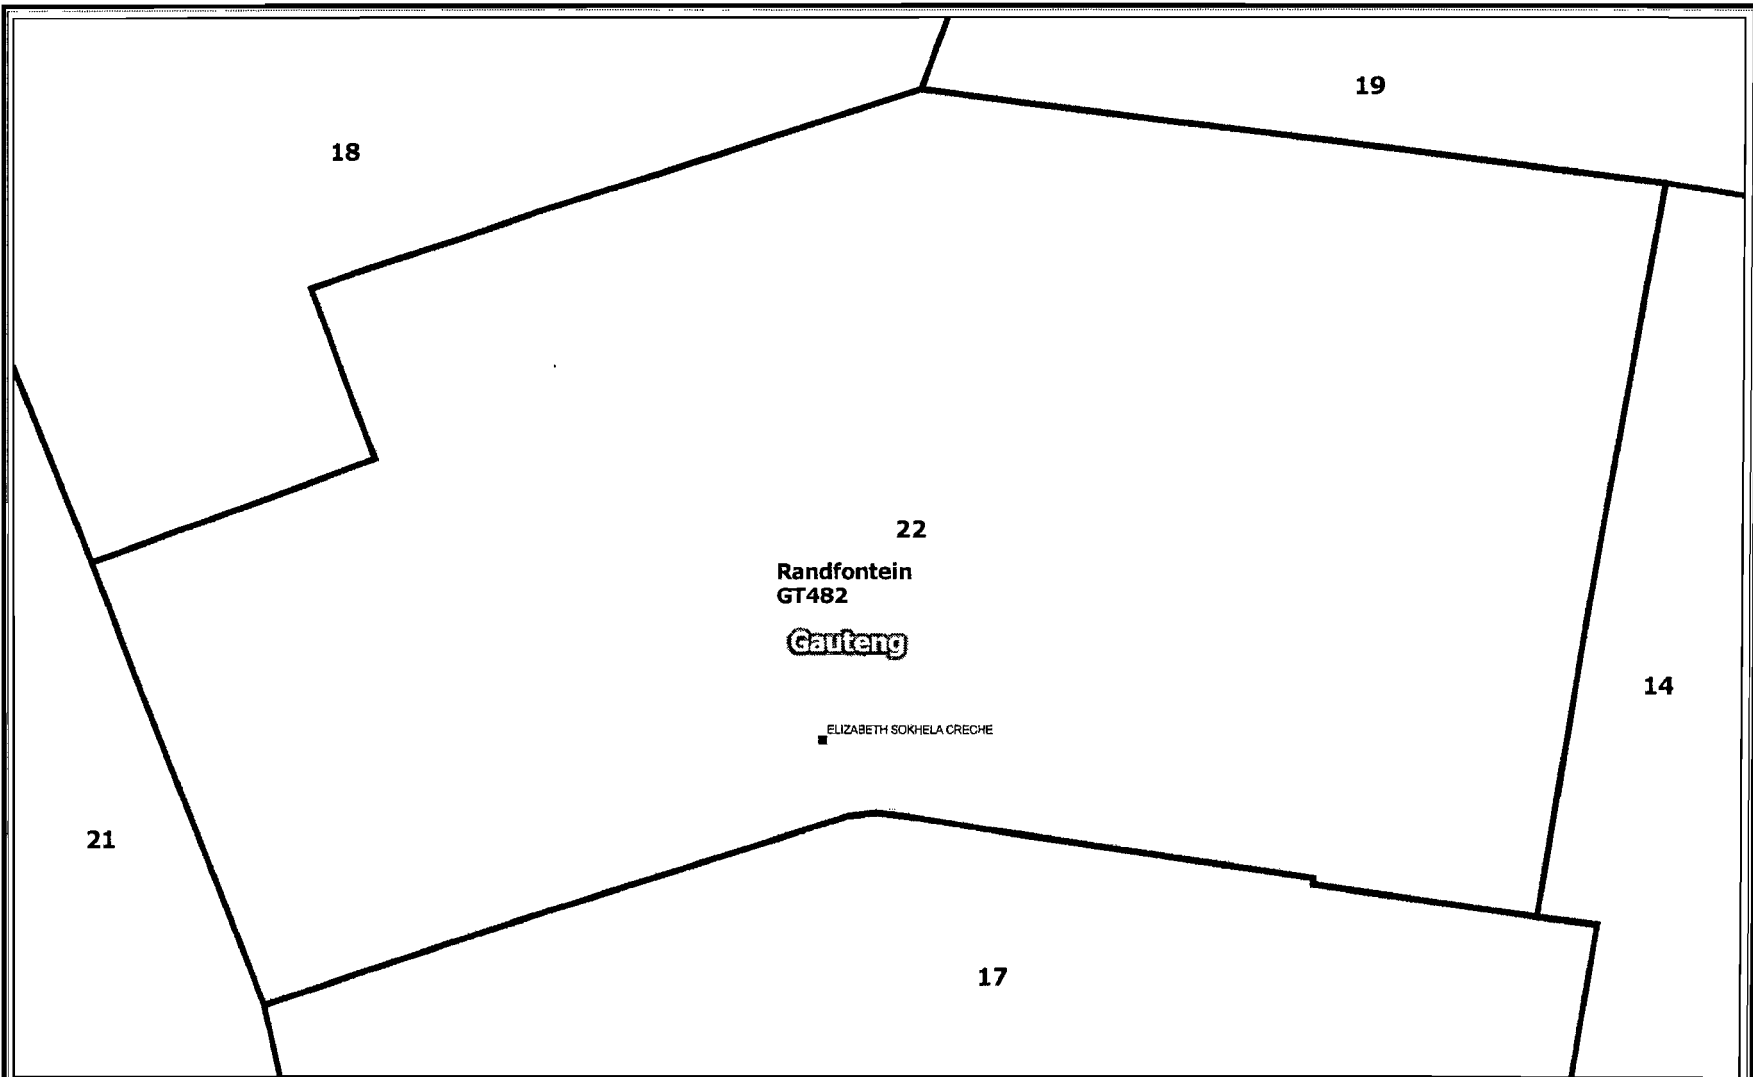 19
18
22
Randfontein
GT482
Gauteng
14
ELIZABETH SOKHELA CRECHE
21
17